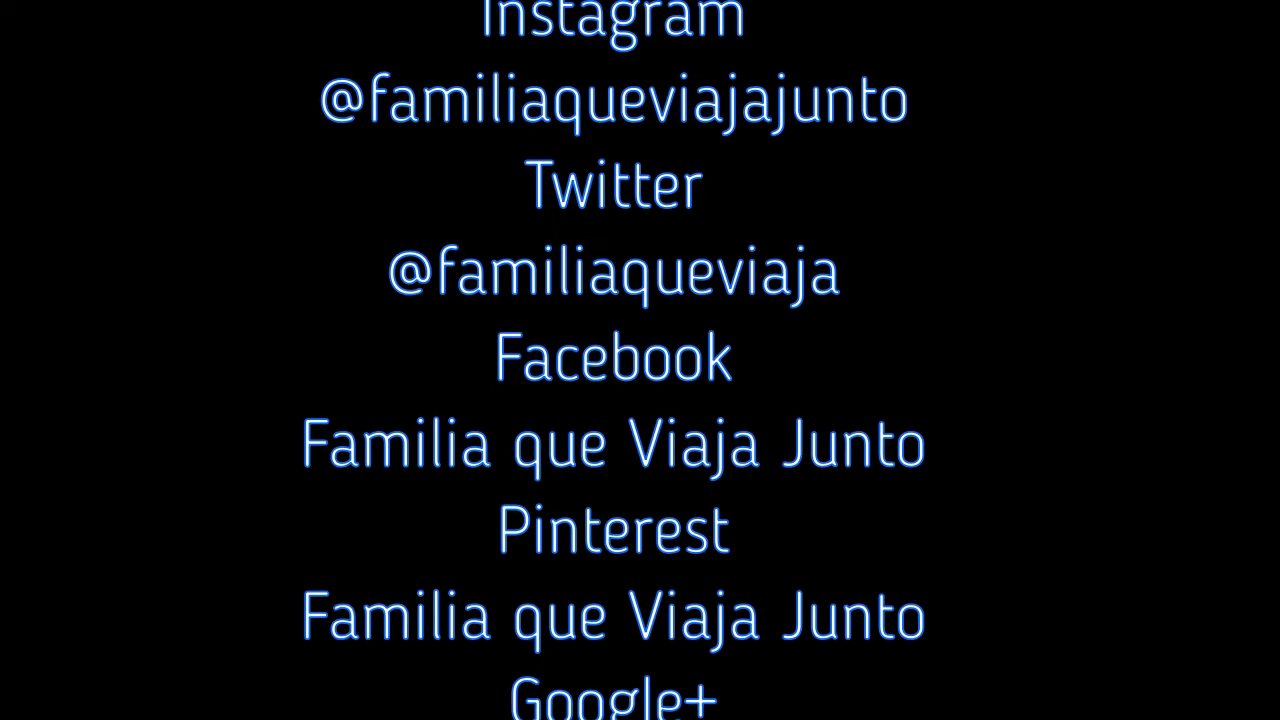 Instagram
@familiaqueviajajunto
Twitter
@familiaqueviaja
Facebook
Familia que Viaja Junto
Pinterest
Familia que Viaja Junto
Google+